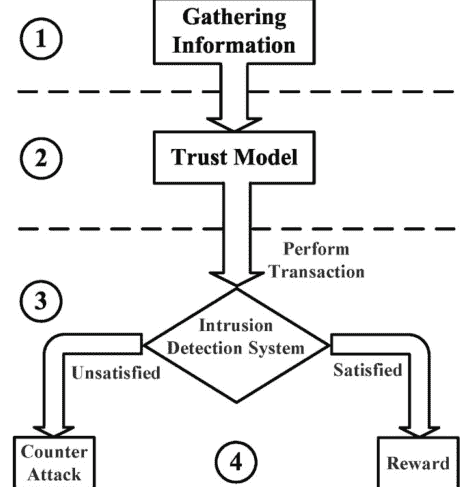 1
Gathering
Information
2
Trust Model
Perform
Transaction
3
Intrusion
Detection System
Unsatisfied
Satisfied
Counter
Attack
4
Reward